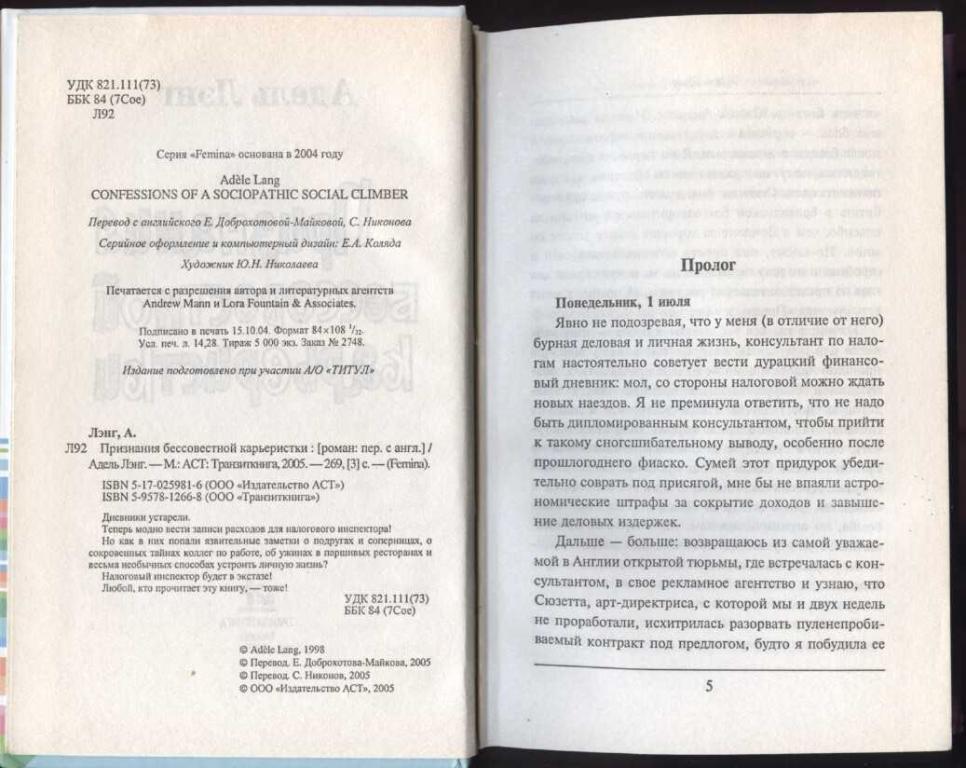 УДК 821.111(73)
ББК 84 (7Сое)
Л92
Серия «Femina» основана в 2004 году
Adèle Lang
CONFESSIONS OF A SOCIOPATHIC SOCIAL CLIMBER
Перевод с английского Е. Доброхотовой-Майковой, С. Никонова
Серийное оформление и компьютерный дизайн: Е.А. Коляда
Художник Ю.Н. Николаева
Печатается с разрешения автора и литературных агентств
Andrew Mann и Lora Fountain & Associates.
Подписано в печать 15.10.04. Формат 84×108 1/32.
Усл. печ. л. 14,28. Тираж 5 000 экз. Заказ № 2748.
Издание подготовлено при участии А/О «ТИТУЛ»
Лэнг, А.
Л92 Признания бессовестной карьеристки : [роман: пер. с англ.] /
Адель Лэнг. — М.: АСТ: Транзиткнига, 2005. — 269, [3] с. — (Femina).
ISBN 5-17-025981-6 (ООО «Издательство АСТ»)
ISBN 5-9578-1266-8 (ООО «Транзиткнига»)
Дневники устарели.
Теперь модно вести записи расходов для налогового инспектора!
Но как в них попали язвительные заметки о подругах и соперницах, о
сокровенных тайнах коллег по работе, об ужинах в паршивых ресторанах и
весьма необычных способах устроить личную жизнь?
Налоговый инспектор будет в экстазе!
Любой, кто прочитает эту книгу, — тоже!
УДК 821.111(73)
ББК 84 (7Сое)
© Adèle Lang, 1998
© Перевод. Е. Доброхотова-Майкова, 2005
© Перевод. С. Никонов, 2005
© ООО «Издательство АСТ», 2005
Пролог
Понедельник, 1 июля
Явно не подозревая, что у меня (в отличие от него)
бурная деловая и личная жизнь, консультант по нало-
гам настоятельно советует вести дурацкий финансо-
вый дневник: мол, со стороны налоговой можно ждать
новых наездов. Я не преминула ответить, что не надо
быть дипломированным консультантом, чтобы прийти
к такому сногсшибательному выводу, особенно после
прошлогоднего фиаско. Сумей этот придурок убеди-
тельно соврать под присягой, мне бы не впаяли астро-
номические штрафы за сокрытие доходов и завыше-
ние деловых издержек.
Дальше — больше: возвращаюсь из самой уважае-
мой в Англии открытой тюрьмы, где встречалась с кон-
сультантом, в свое рекламное агентство и узнаю, что
Сюзетта, арт-директриса, с которой мы и двух недель
не проработали, исхитрилась разорвать пуленепроби-
ваемый контракт под предлогом, будто я побудила ее
5